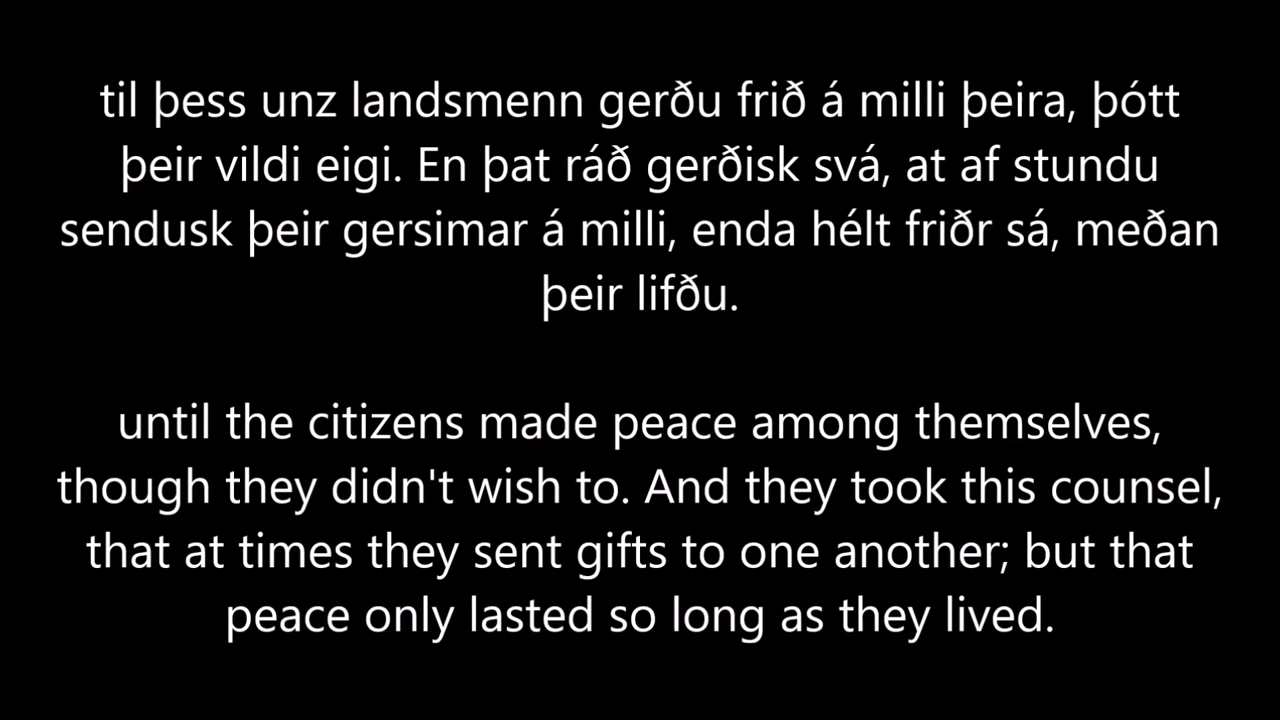 til þess unz landsmenn gerðu frið á milli þeira, þótt
þeir vildi eigi. En þat ráð gerðisk svá, at af stundu
sendusk þeir gersimar á milli, enda hélt friðr sá, meðan
þeir lifðu.
until the citizens made peace among themselves,
though they didn't wish to. And they took this counsel,
that at times they sent gifts to one another; but that
peace only lasted so long as they lived.